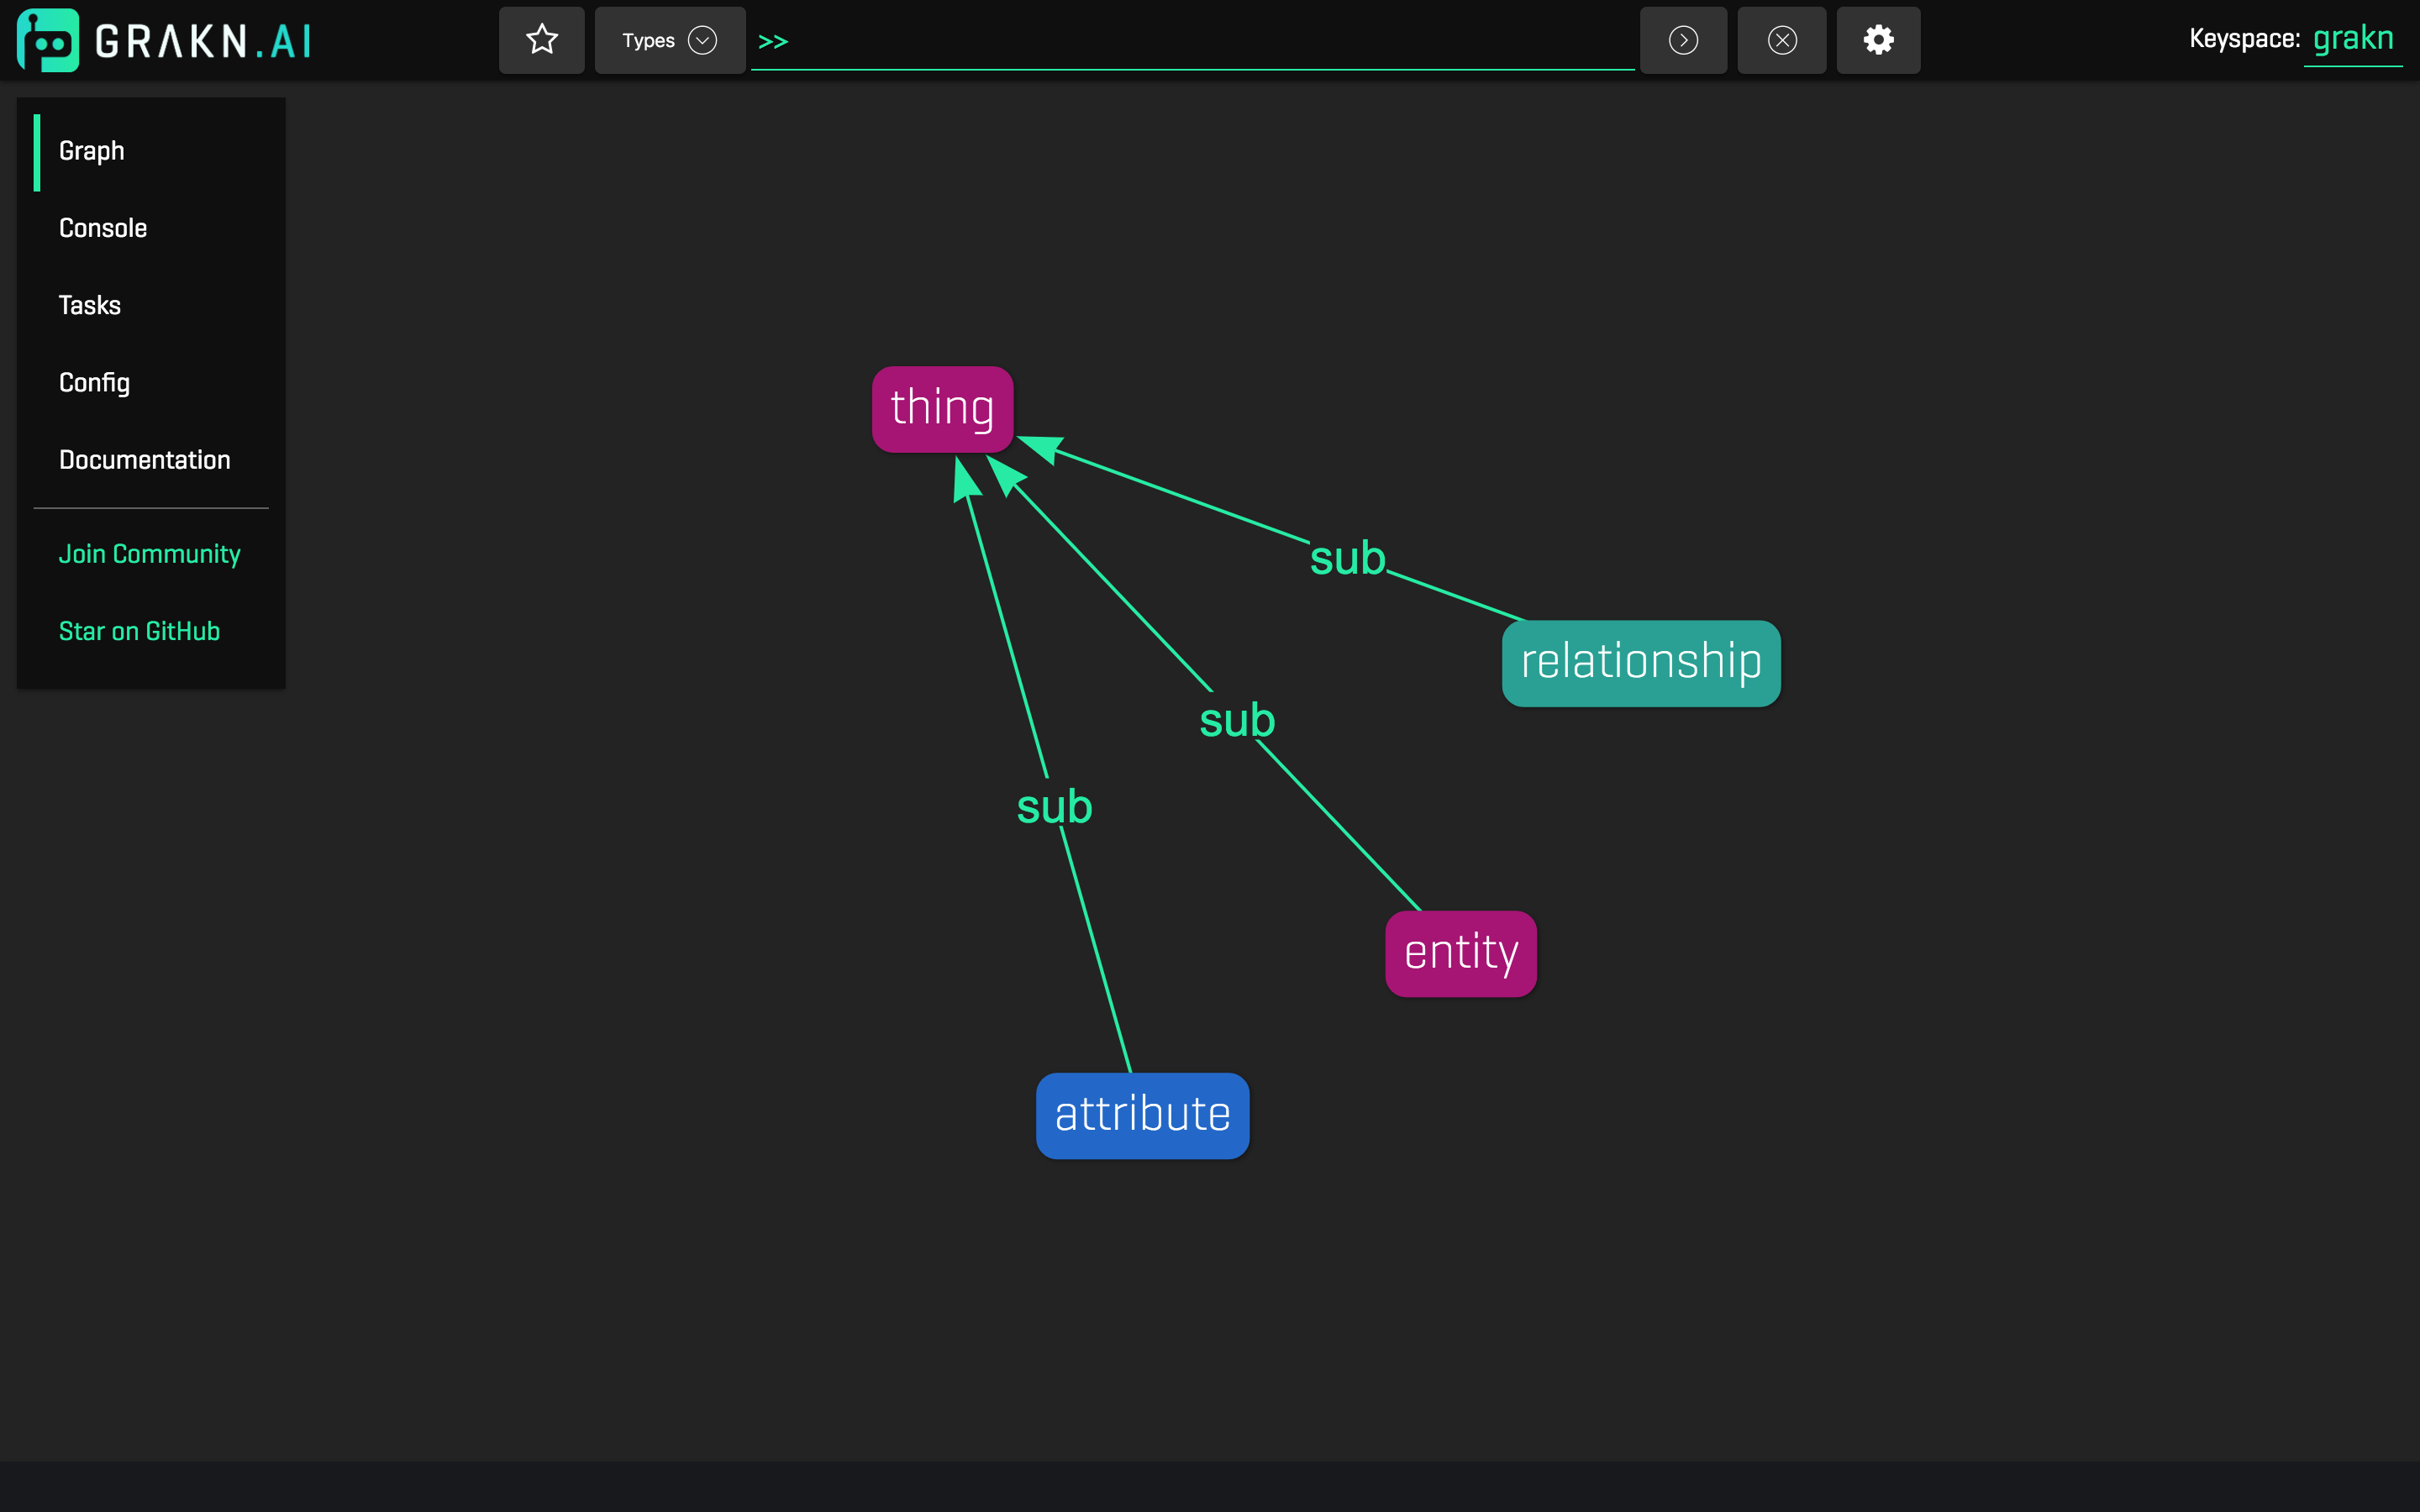 GRAKN.AI
Types >>
Keyspace: grakn
Graph
Console
Tasks
Config
Documentation
Join Community
Star on GitHub
thing
sub
relationship
sub
sub
entity
attribute